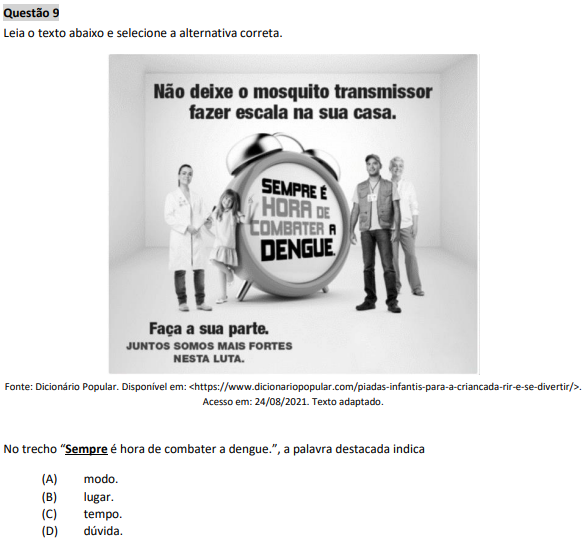 Questão 9
Leia o texto abaixo e selecione a alternativa correta.
Não deixe o mosquito transmissor
fazer escala na sua casa.
SEMPRE É
HORA DE
COMBATER A
DENGUE.
Faça a sua parte.
JUNTOS SOMOS MAIS FORTES
NESTA LUTA.
Fonte: Dicionário Popular. Disponível em: <https://www.dicionariopopular.com/piadas-infantis-para-a-criancada-rir-e-se-divertir/>.
Acesso em: 24/08/2021. Texto adaptado.
No trecho “Sempre é hora de combater a dengue.”, a palavra destacada indica
(A) modo.
(B) lugar.
(C) tempo.
(D) dúvida.